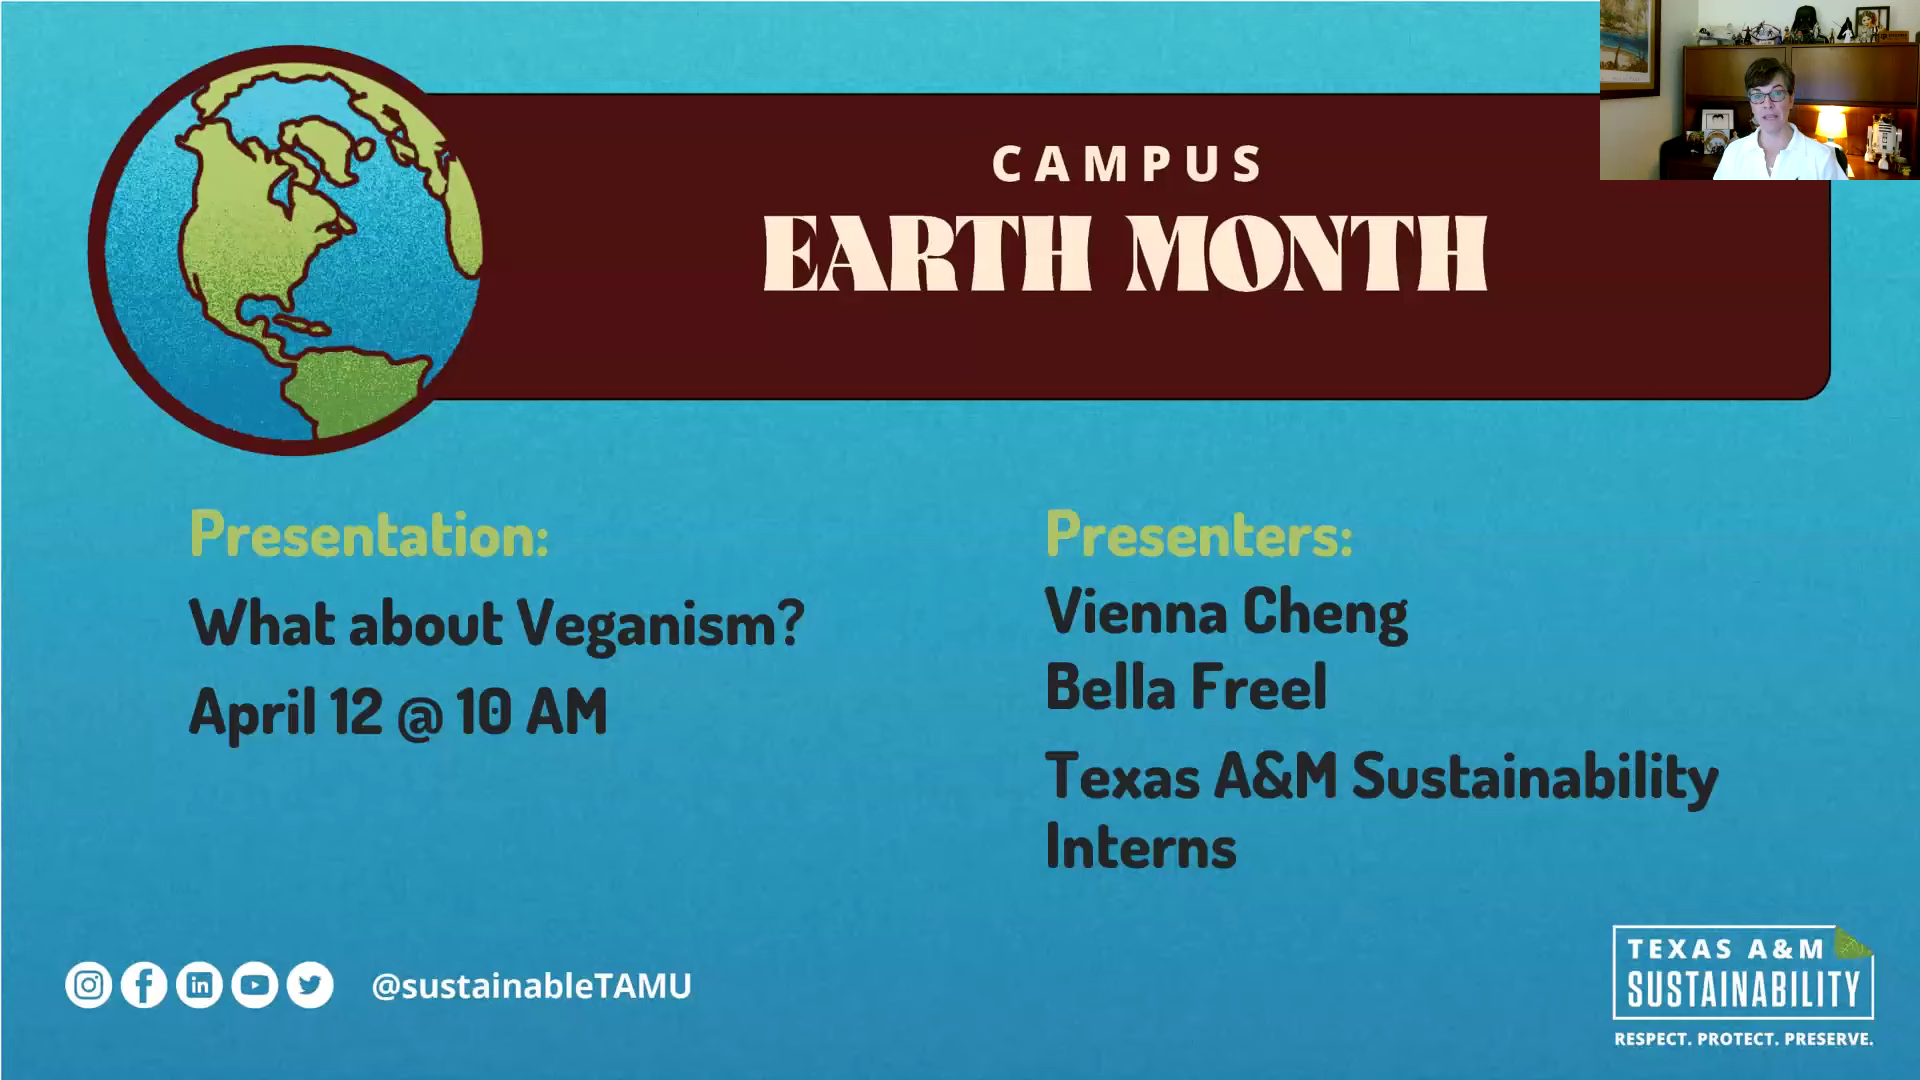 CAMPUS
EARTH MONTH
Presentation:
What about Veganism?
April 12 @ 10 AM
Presenters:
Vienna Cheng
Bella Freel
Texas A&M Sustainability
Interns
@sustainableTAMU
TEXAS A&M
SUSTAINABILITY
RESPECT. PROTECT. PRESERVE.